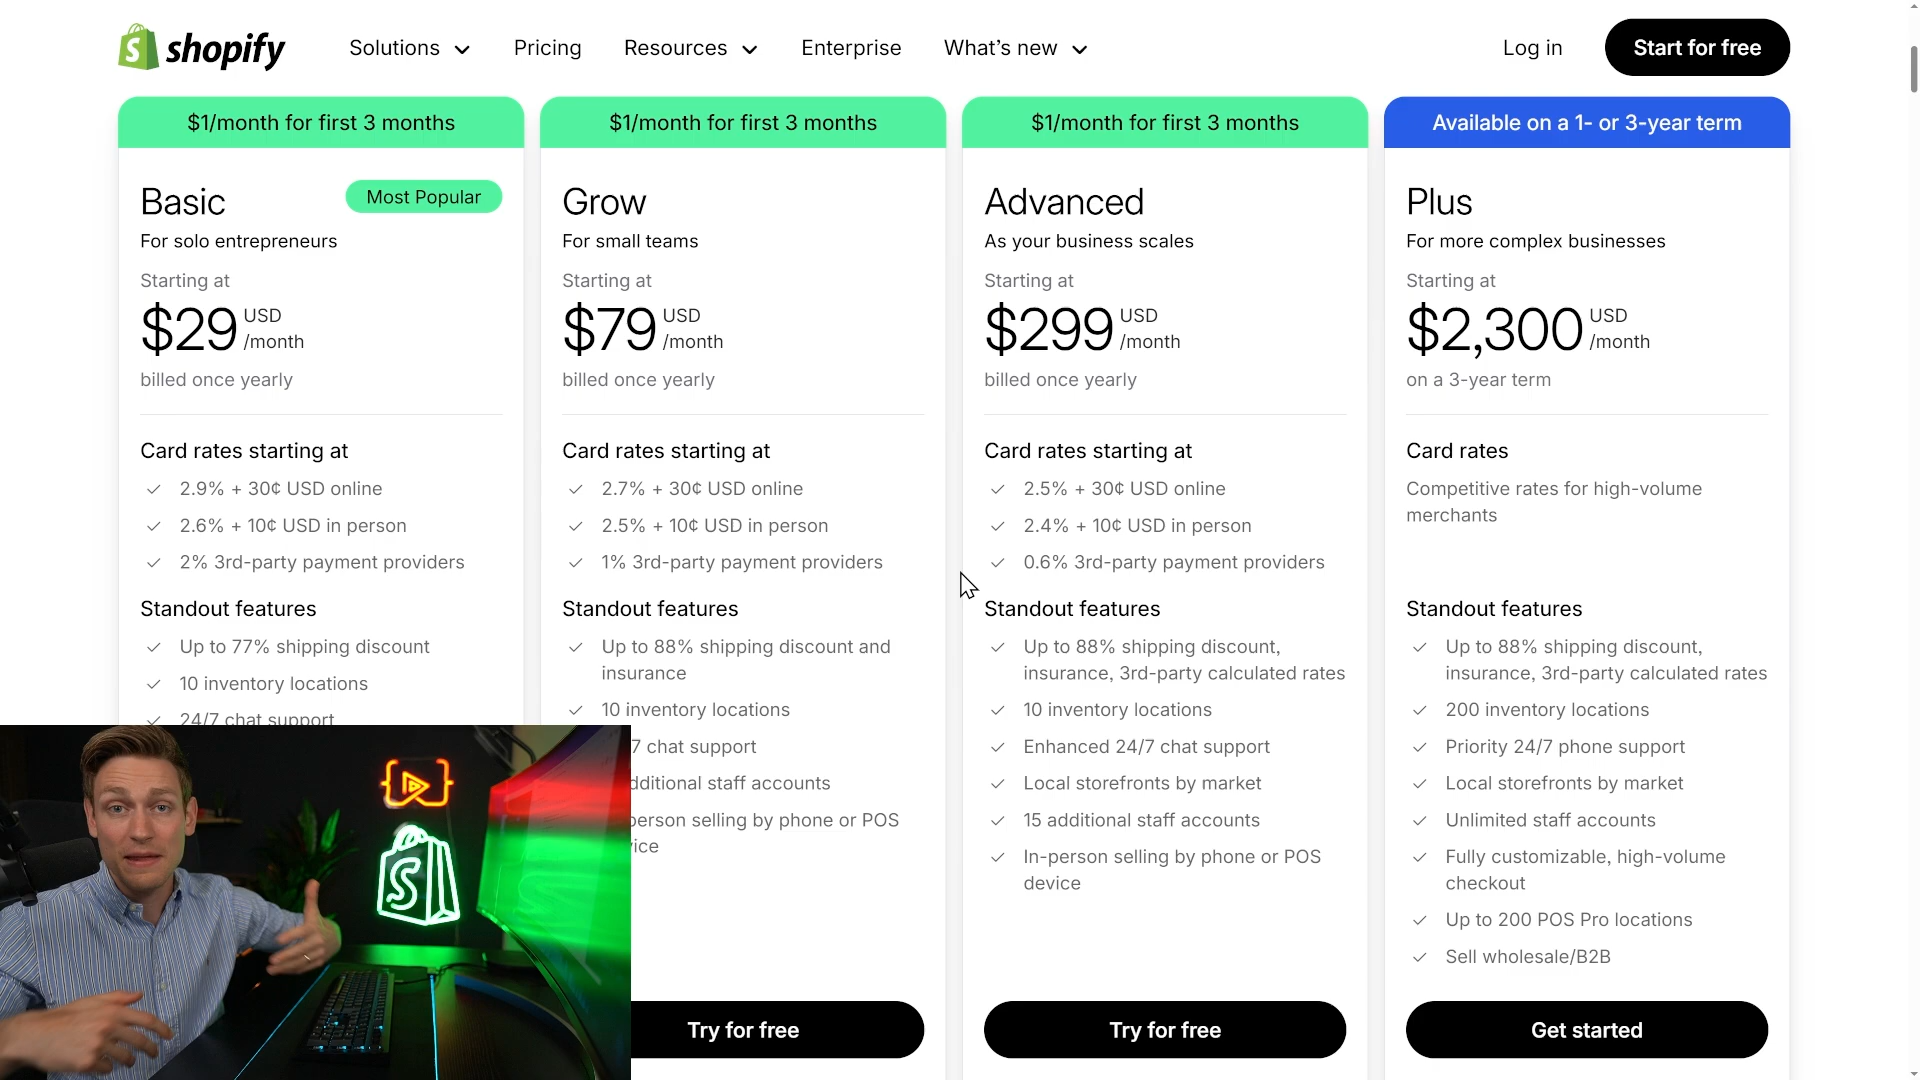 shopify
Solutions
Pricing
Resources
Enterprise
What's new
Log in
Start for free
$1/month for first 3 months
Basic
Most Popular
For solo entrepreneurs
Starting at
$29 USD /month
billed once yearly
Card rates starting at
2.9% + 30¢ USD online
2.6% + 10¢ USD in person
2% 3rd-party payment providers
Standout features
Up to 77% shipping discount
10 inventory locations
24/7 chat support
$1/month for first 3 months
Grow
For small teams
Starting at
$79 USD /month
billed once yearly
Card rates starting at
2.7% + 30¢ USD online
2.5% + 10¢ USD in person
1% 3rd-party payment providers
Standout features
Up to 88% shipping discount and
insurance
10 inventory locations
7 chat support
dditional staff accounts
person selling by phone or POS
ice
Try for free
$1/month for first 3 months
Advanced
As your business scales
Starting at
$299 USD /month
billed once yearly
Card rates starting at
2.5% + 30¢ USD online
2.4% + 10¢ USD in person
0.6% 3rd-party payment providers
Standout features
Up to 88% shipping discount,
insurance, 3rd-party calculated rates
10 inventory locations
Enhanced 24/7 chat support
Local storefronts by market
15 additional staff accounts
In-person selling by phone or POS
device
Try for free
Available on a 1- or 3-year term
Plus
For more complex businesses
Starting at
$2,300 USD /month
on a 3-year term
Card rates
Competitive rates for high-volume
merchants
Standout features
Up to 88% shipping discount,
insurance, 3rd-party calculated rates
200 inventory locations
Priority 24/7 phone support
Local storefronts by market
Unlimited staff accounts
Fully customizable, high-volume
checkout
Up to 200 POS Pro locations
Sell wholesale/B2B
Get started